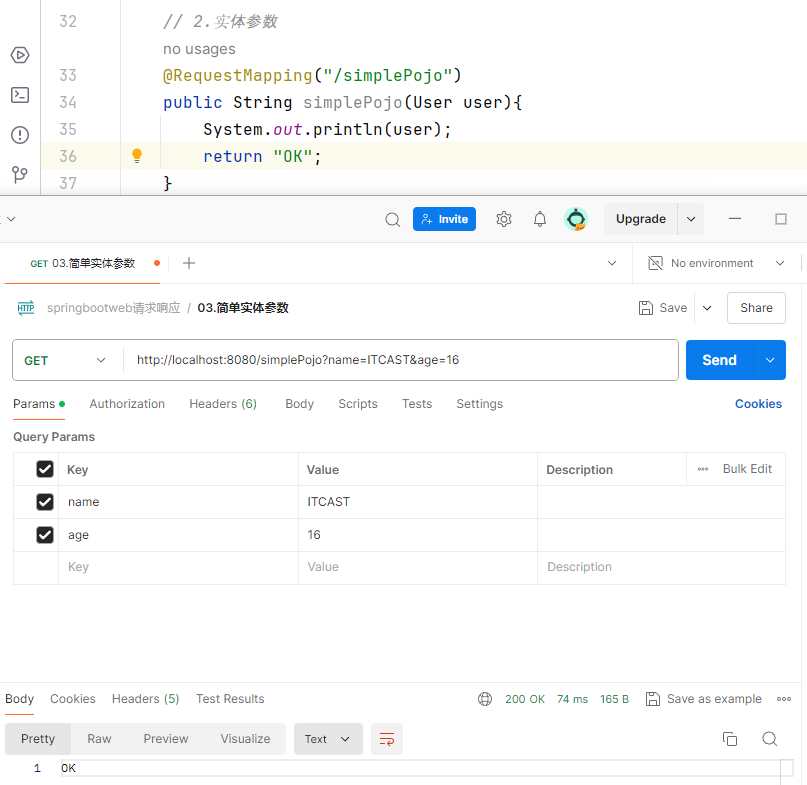 32 // 2.实体参数
no usages
33 @RequestMapping("/simplePojo")
34 public String simplePojo(User user){
35 System.out.println(user);
36 return "OK";
37 }
Invite
Upgrade
GET 03.简单实体参数
No environment
HTTP springbootweb请求响应 / 03.简单实体参数
Save
Share
GET http://localhost:8080/simplePojo?name=ITCAST&age=16
Send
Params Authorization Headers (6) Body Scripts Tests Settings Cookies
Query Params
Key Value Description Bulk Edit
name ITCAST
age 16
Key Value Description
Body Cookies Headers (5) Test Results 200 OK 74 ms 165 B Save as example
Pretty Raw Preview Visualize Text
1 OK